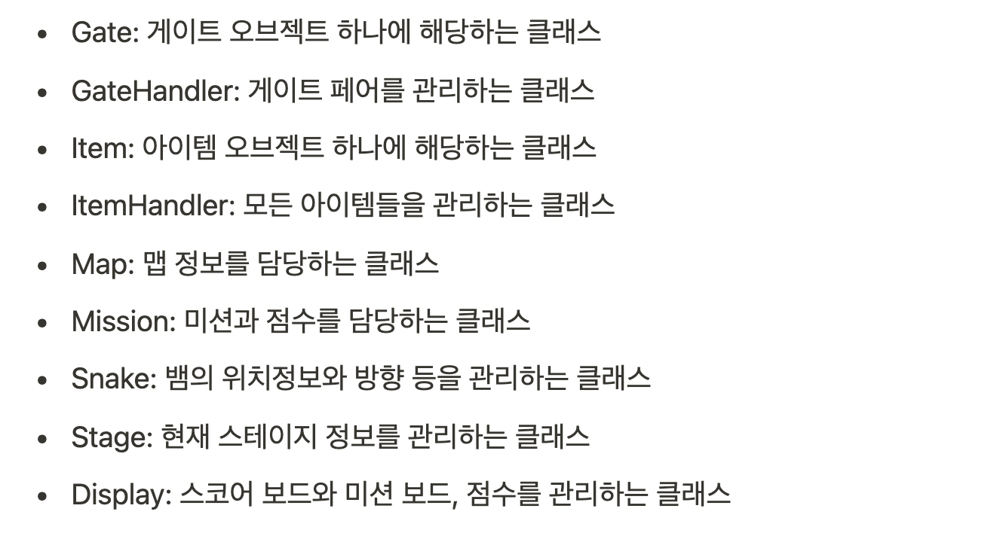 • Gate: 게이트 오브젝트 하나에 해당하는 클래스
• GateHandler: 게이트 페어를 관리하는 클래스
• Item: 아이템 오브젝트 하나에 해당하는 클래스
• ItemHandler: 모든 아이템들을 관리하는 클래스
• Map: 맵 정보를 담당하는 클래스
• Mission: 미션과 점수를 담당하는 클래스
• Snake: 뱀의 위치정보와 방향 등을 관리하는 클래스
• Stage: 현재 스테이지 정보를 관리하는 클래스
• Display: 스코어 보드와 미션 보드, 점수를 관리하는 클래스